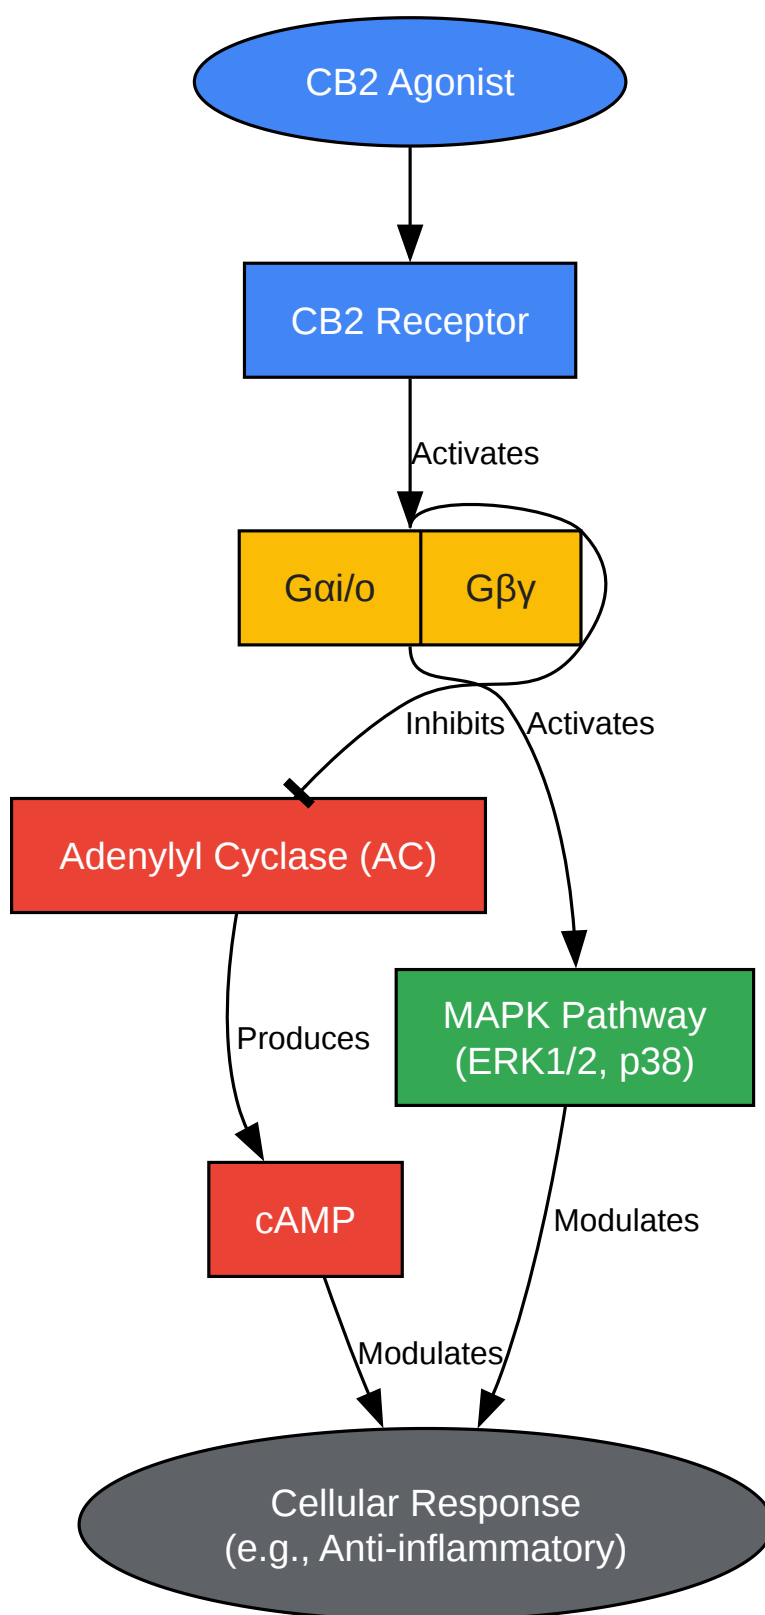 CB2 Agonist
CB2 Receptor
Activates
Gαi/o
Gβγ
Inhibits
Activates
Adenylyl Cyclase (AC)
MAPK Pathway
(ERK1/2, p38)
Produces
cAMP
Modulates
Modulates
Cellular Response
(e.g., Anti-inflammatory)